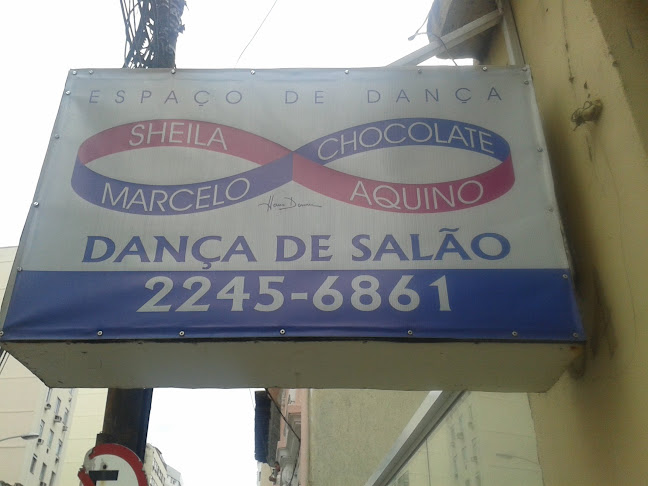 ESPAÇO DE DANÇA
SHEILA CHOCOLATE
MARCELO AQUINO
DANÇA DE SALÃO
2245-6861